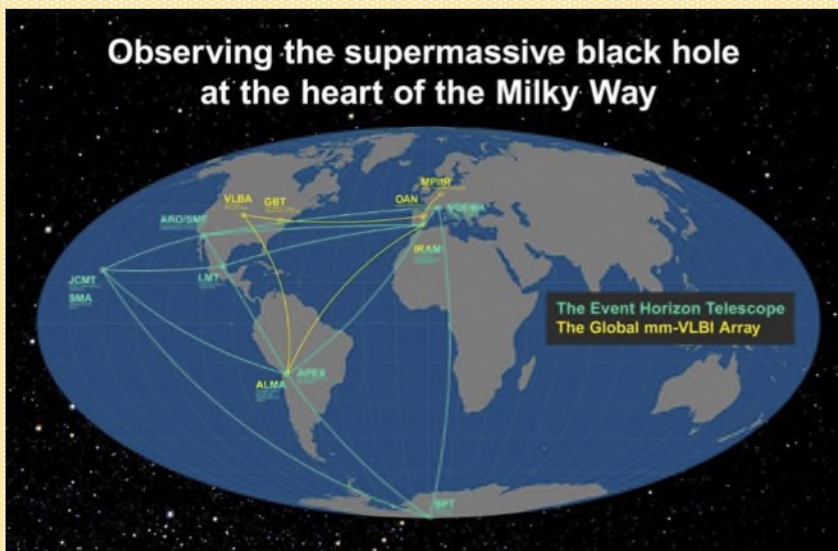 Observing the supermassive black hole
at the heart of the Milky Way
MPIfR
VLBA
GBT
OAN
ARO/SMT
IRAM
LMT
JCMT
SMA
The Event Horizon Telescope
The Global mm-VLBI Array
ALMA
APEX
SPT